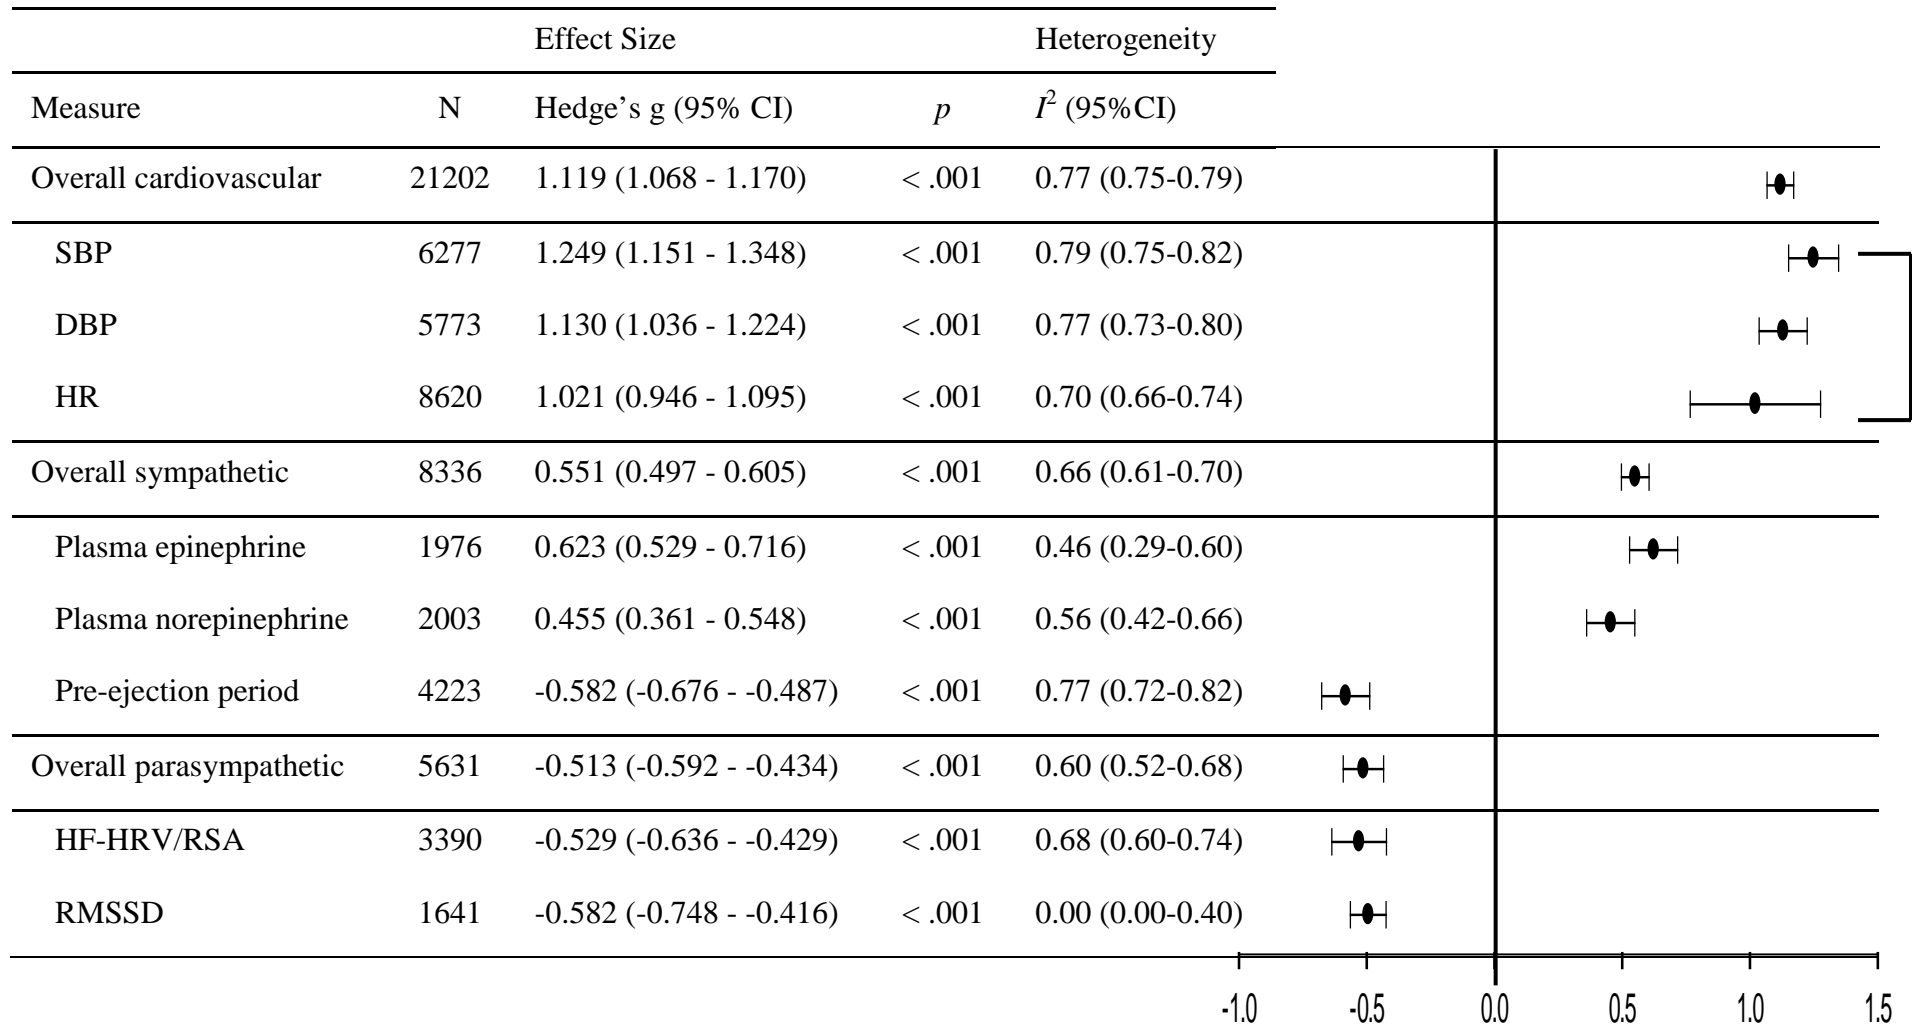 Effect Size Heterogeneity
Measure N Hedge's g (95% CI) p I² (95%CI)
Overall cardiovascular 21202 1.119 (1.068 - 1.170) < .001 0.77 (0.75-0.79)
SBP 6277 1.249 (1.151 - 1.348) < .001 0.79 (0.75-0.82)
DBP 5773 1.130 (1.036 - 1.224) < .001 0.77 (0.73-0.80)
HR 8620 1.021 (0.946 - 1.095) < .001 0.70 (0.66-0.74)
Overall sympathetic 8336 0.551 (0.497 - 0.605) < .001 0.66 (0.61-0.70)
Plasma epinephrine 1976 0.623 (0.529 - 0.716) < .001 0.46 (0.29-0.60)
Plasma norepinephrine 2003 0.455 (0.361 - 0.548) < .001 0.56 (0.42-0.66)
Pre-ejection period 4223 -0.582 (-0.676 - -0.487) < .001 0.77 (0.72-0.82)
Overall parasympathetic 5631 -0.513 (-0.592 - -0.434) < .001 0.60 (0.52-0.68)
HF-HRV/RSA 3390 -0.529 (-0.636 - -0.429) < .001 0.68 (0.60-0.74)
RMSSD 1641 -0.582 (-0.748 - -0.416) < .001 0.00 (0.00-0.40)
-1.0 -0.5 0.0 0.5 1.0 1.5